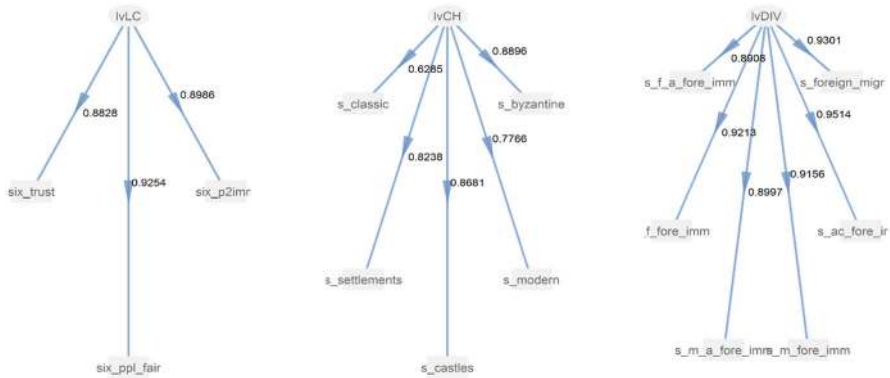 lvLC
0.8828
0.8986
0.9254
six_trust
six_p2imr
six_ppl_fair
lvCH
0.8896
0.6285
s_classic
s_byzantine
0.7766
0.8238
0.8681
s_settlements
s_modern
s_castles
lvDIV
0.9301
0.8908
s_f_a_fore_imm
s_foreign_migr
0.9514
0.9213
0.9156
0.8997
f_fore_imm
s_ac_fore_ir
s_m_a_fore_imm
s_m_fore_imm